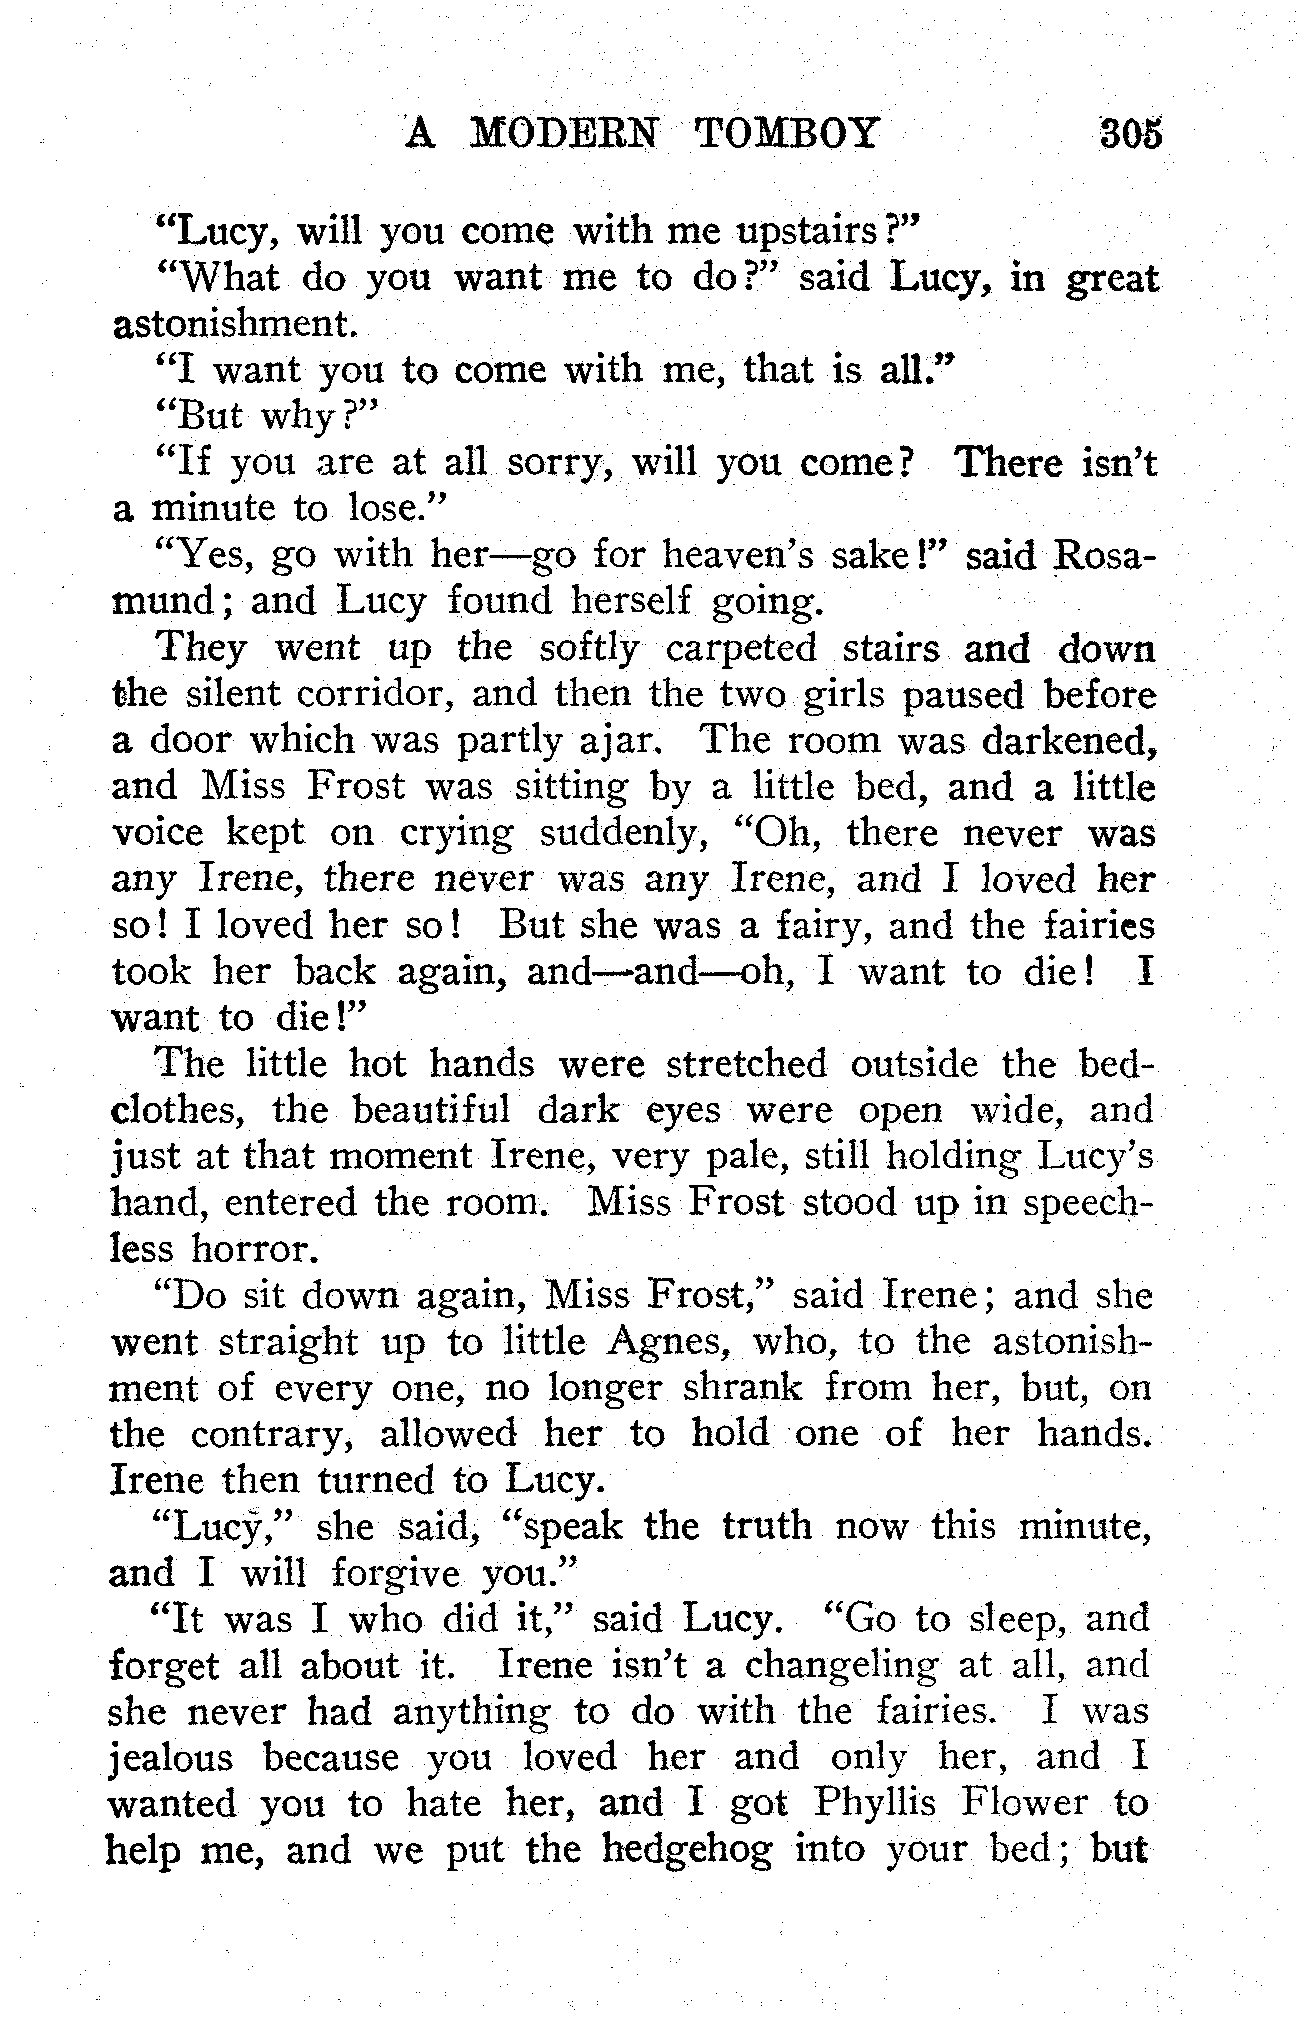 A MODERN TOMBOY 305
“Lucy, will you come with me upstairs?”
“What do you want me to do?” said Lucy, in great
astonishment.
“I want you to come with me, that is all.”
“But why?”
“If you are at all sorry, will you come? There isn’t
a minute to lose.”
“Yes, go with her—go for heaven’s sake!” said Rosa-
mund; and Lucy found herself going.
They went up the softly carpeted stairs and down
the silent corridor, and then the two girls paused before
a door which was partly ajar. The room was darkened,
and Miss Frost was sitting by a little bed, and a little
voice kept on crying suddenly, “Oh, there never was
any Irene, there never was any Irene, and I loved her
so! I loved her so! But she was a fairy, and the fairies
took her back again, and—and—oh, I want to die! I
want to die!”
The little hot hands were stretched outside the bed-
clothes, the beautiful dark eyes were open wide, and
just at that moment Irene, very pale, still holding Lucy’s
hand, entered the room. Miss Frost stood up in speech-
less horror.
“Do sit down again, Miss Frost,” said Irene; and she
went straight up to little Agnes, who, to the astonish-
ment of every one, no longer shrank from her, but, on
the contrary, allowed her to hold one of her hands.
Irene then turned to Lucy.
“Lucy,” she said, “speak the truth now this minute,
and I will forgive you.”
“It was I who did it,” said Lucy. “Go to sleep, and
forget all about it. Irene isn’t a changeling at all, and
she never had anything to do with the fairies. I was
jealous because you loved her and only her, and I
wanted you to hate her, and I got Phyllis Flower to
help me, and we put the hedgehog into your bed; but